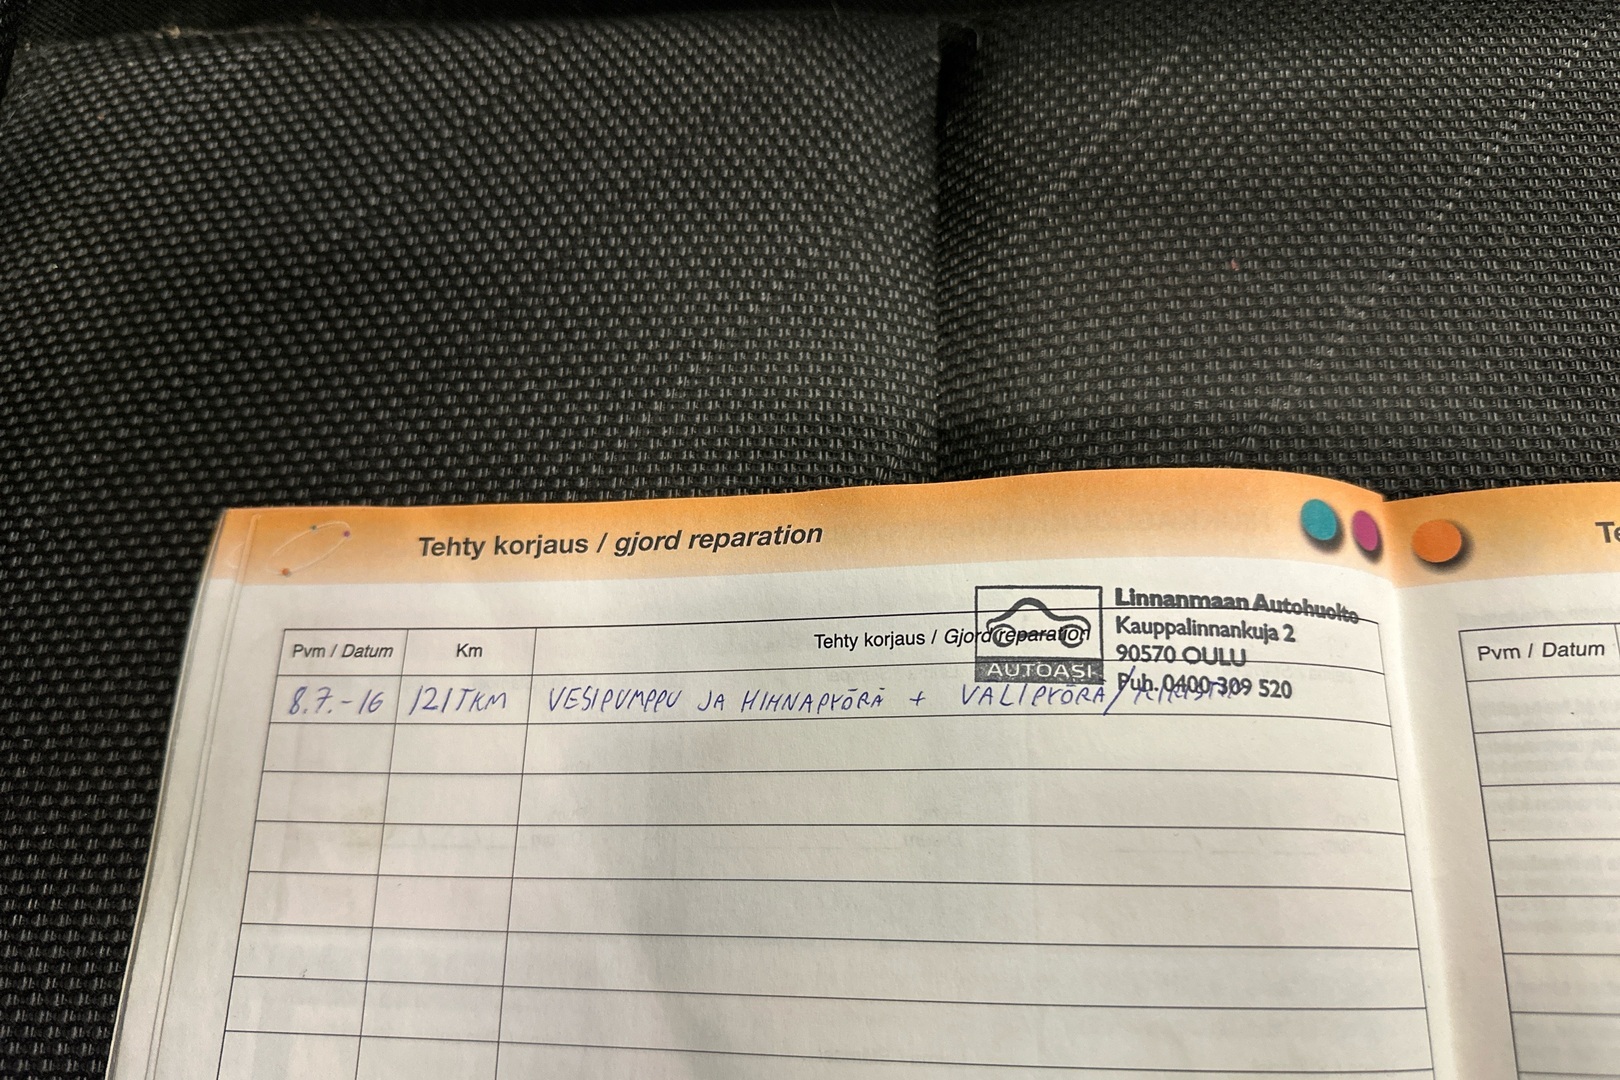 Tehty korjaus / gjord reparation
Te
Linnanmaan Autohuolto
Kauppalinnankuja 2
90570 OULU
Puh. 0400-309 520
AUTOASI
Pvm / Datum Km Tehty korjaus / Gjord reparation
8.7.-16 121TKM VESIPUMPPU JA HIHNAPYÖRÄ + VÄLIPYÖRÄ/
Pvm / Datum